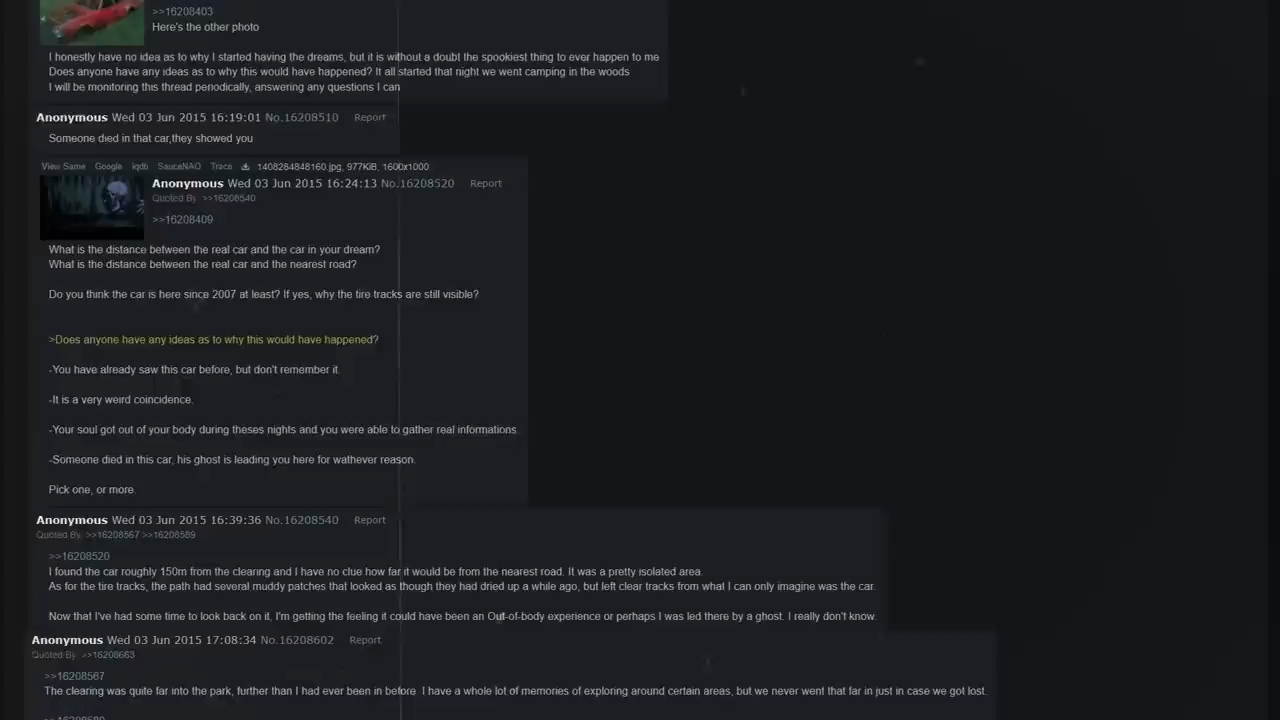 >>16208403
Here's the other photo
I honestly have no idea as to why I started having the dreams, but it is without a doubt the spookiest thing to ever happen to me
Does anyone have any ideas as to why this would have happened? It all started that night we went camping in the woods
I will be monitoring this thread periodically, answering any questions I can
Anonymous Wed 03 Jun 2015 16:19:01 No.16208510 Report
Someone died in that car,they showed you
View Same Google iqdb SauceNAO Trace 1408284848160.jpg, 977KiB, 1600x1000
Anonymous Wed 03 Jun 2015 16:24:13 No.16208520 Report
Quoted By: >>16208540
>>16208409
What is the distance between the real car and the car in your dream?
What is the distance between the real car and the nearest road?
Do you think the car is here since 2007 at least? If yes, why the tire tracks are still visible?
>Does anyone have any ideas as to why this would have happened?
-You have already saw this car before, but don't remember it.
-It is a very weird coincidence.
-Your soul got out of your body during theses nights and you were able to gather real informations.
-Someone died in this car, his ghost is leading you here for wathever reason.
Pick one, or more.
Anonymous Wed 03 Jun 2015 16:39:36 No.16208540 Report
Quoted By: >>16208567 >>16208589
>>16208520
I found the car roughly 150m from the clearing and I have no clue how far it would be from the nearest road. It was a pretty isolated area.
As for the tire tracks, the path had several muddy patches that looked as though they had dried up a while ago, but left clear tracks from what I can only imagine was the car.
Now that I've had some time to look back on it, I'm getting the feeling it could have been an Out-of-body experience or perhaps I was led there by a ghost. I really don't know.
Anonymous Wed 03 Jun 2015 17:08:34 No.16208602 Report
Quoted By: >>16208663
>>16208567
The clearing was quite far into the park, further than I had ever been in before. I have a whole lot of memories of exploring around certain areas, but we never went that far in just in case we got lost.
>>16208589